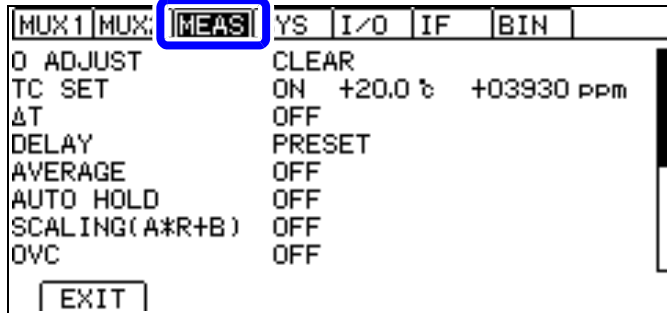 MUX1 MUX2 MEAS YS I/O IF BIN
0 ADJUST CLEAR
TC SET ON +20.0 ℃ +03930 ppm
ΔT OFF
DELAY PRESET
AVERAGE OFF
AUTO HOLD OFF
SCALING(A*R+B) OFF
OVC OFF
EXIT